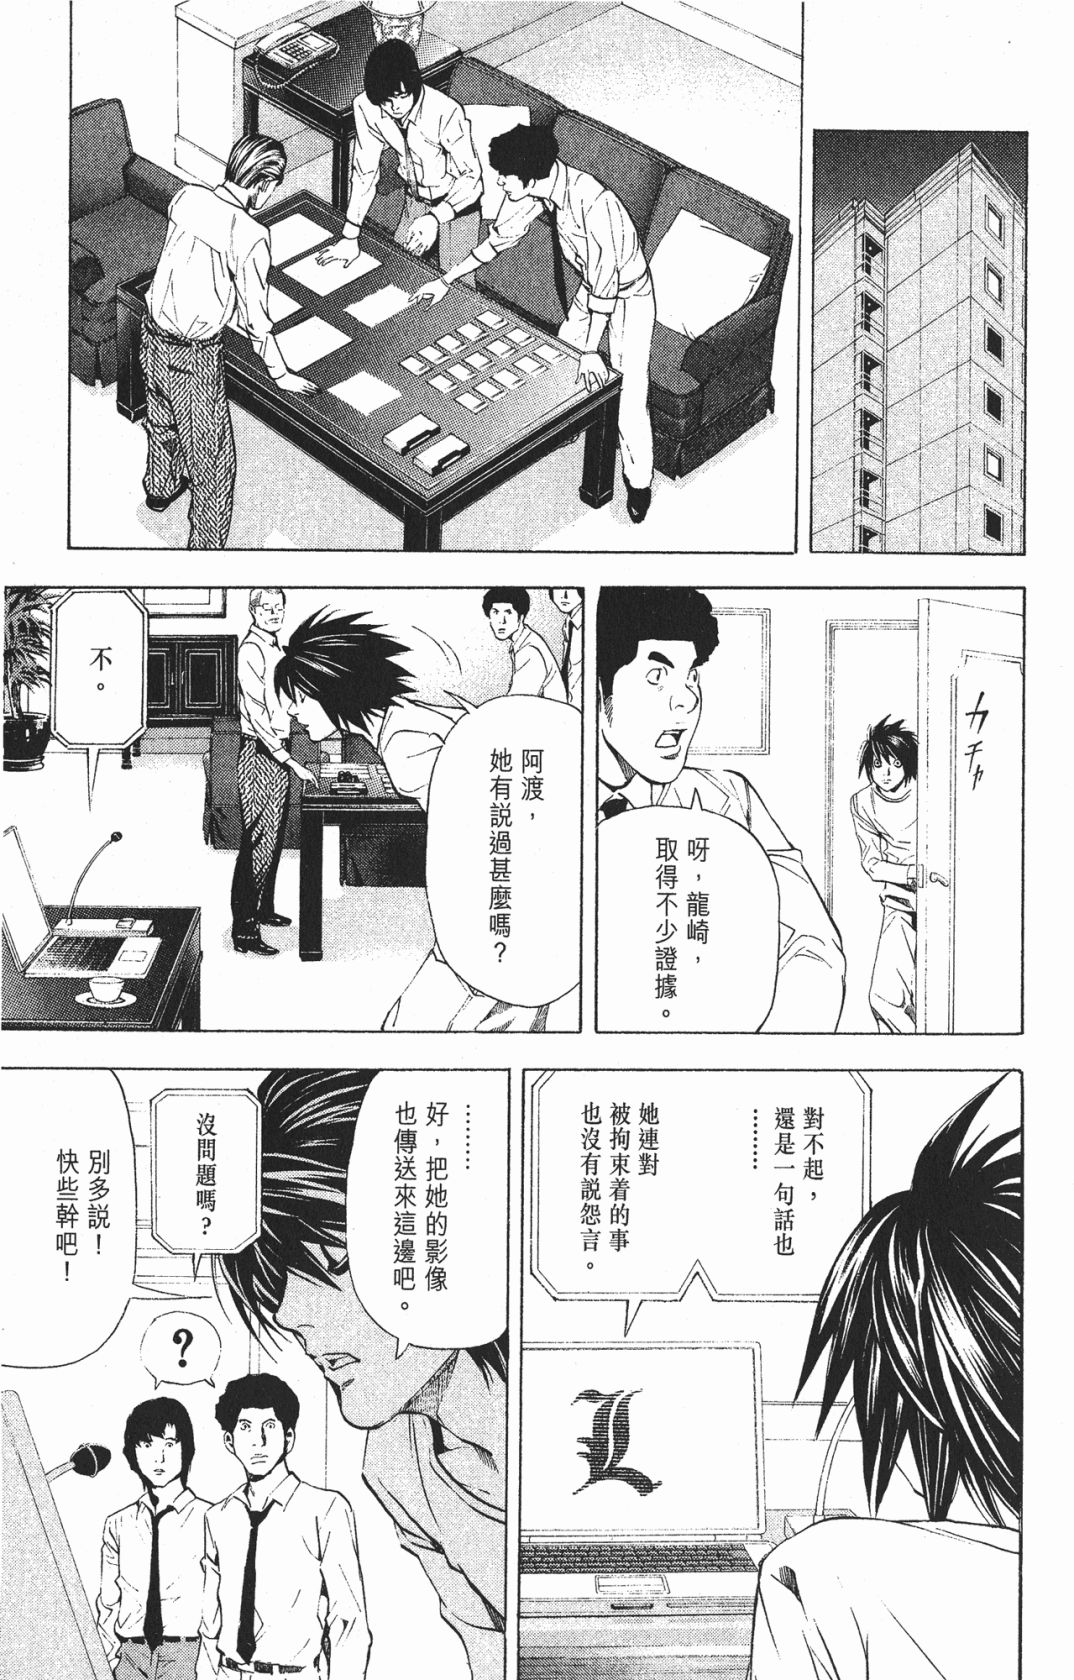 カチャ
呀，龍崎，
取得不少證據。
阿渡，
她有說過甚麼嗎？
不。
對不起，
還是一句話也
………
她連對
被拘束着的事
也沒有說怨言。
L
………
好，把她的影像
也傳送來這邊吧。
沒問題嗎？
別多說！
快些幹吧！
？